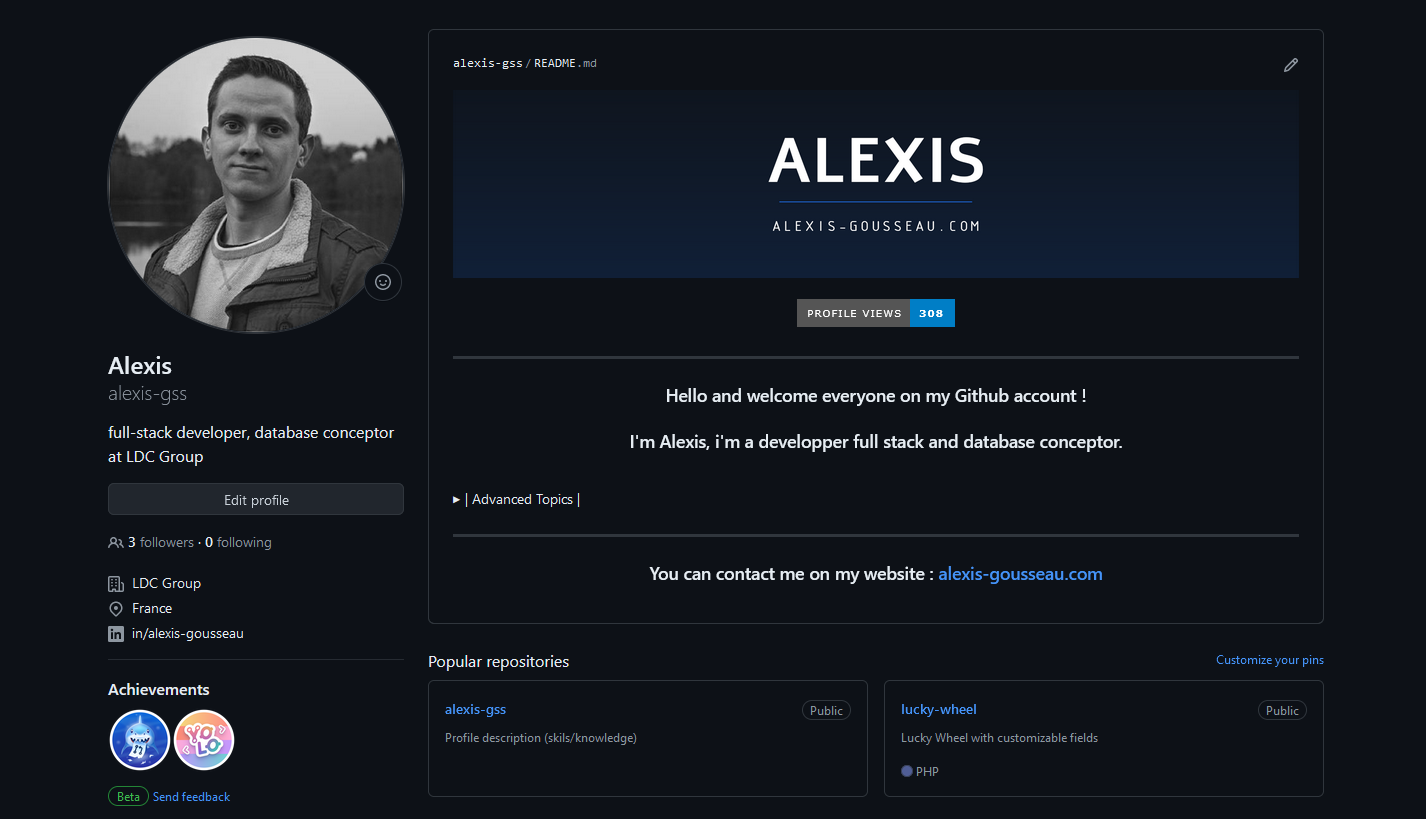 Alexis
alexis-gss
full-stack developer, database conceptor
at LDC Group
Edit profile
3 followers · 0 following
LDC Group
France
in/alexis-gousseau
Achievements
YOLO
Beta Send feedback
alexis-gss/README.md
ALEXIS
ALEXIS-GOUSSEAU.COM
PROFILE VIEWS 308
Hello and welcome everyone on my Github account !
I'm Alexis, i'm a developper full stack and database conceptor.
▸ | Advanced Topics |
You can contact me on my website : alexis-gousseau.com
Popular repositories
Customize your pins
alexis-gss Public
Profile description (skils/knowledge)
lucky-wheel Public
Lucky Wheel with customizable fields
PHP